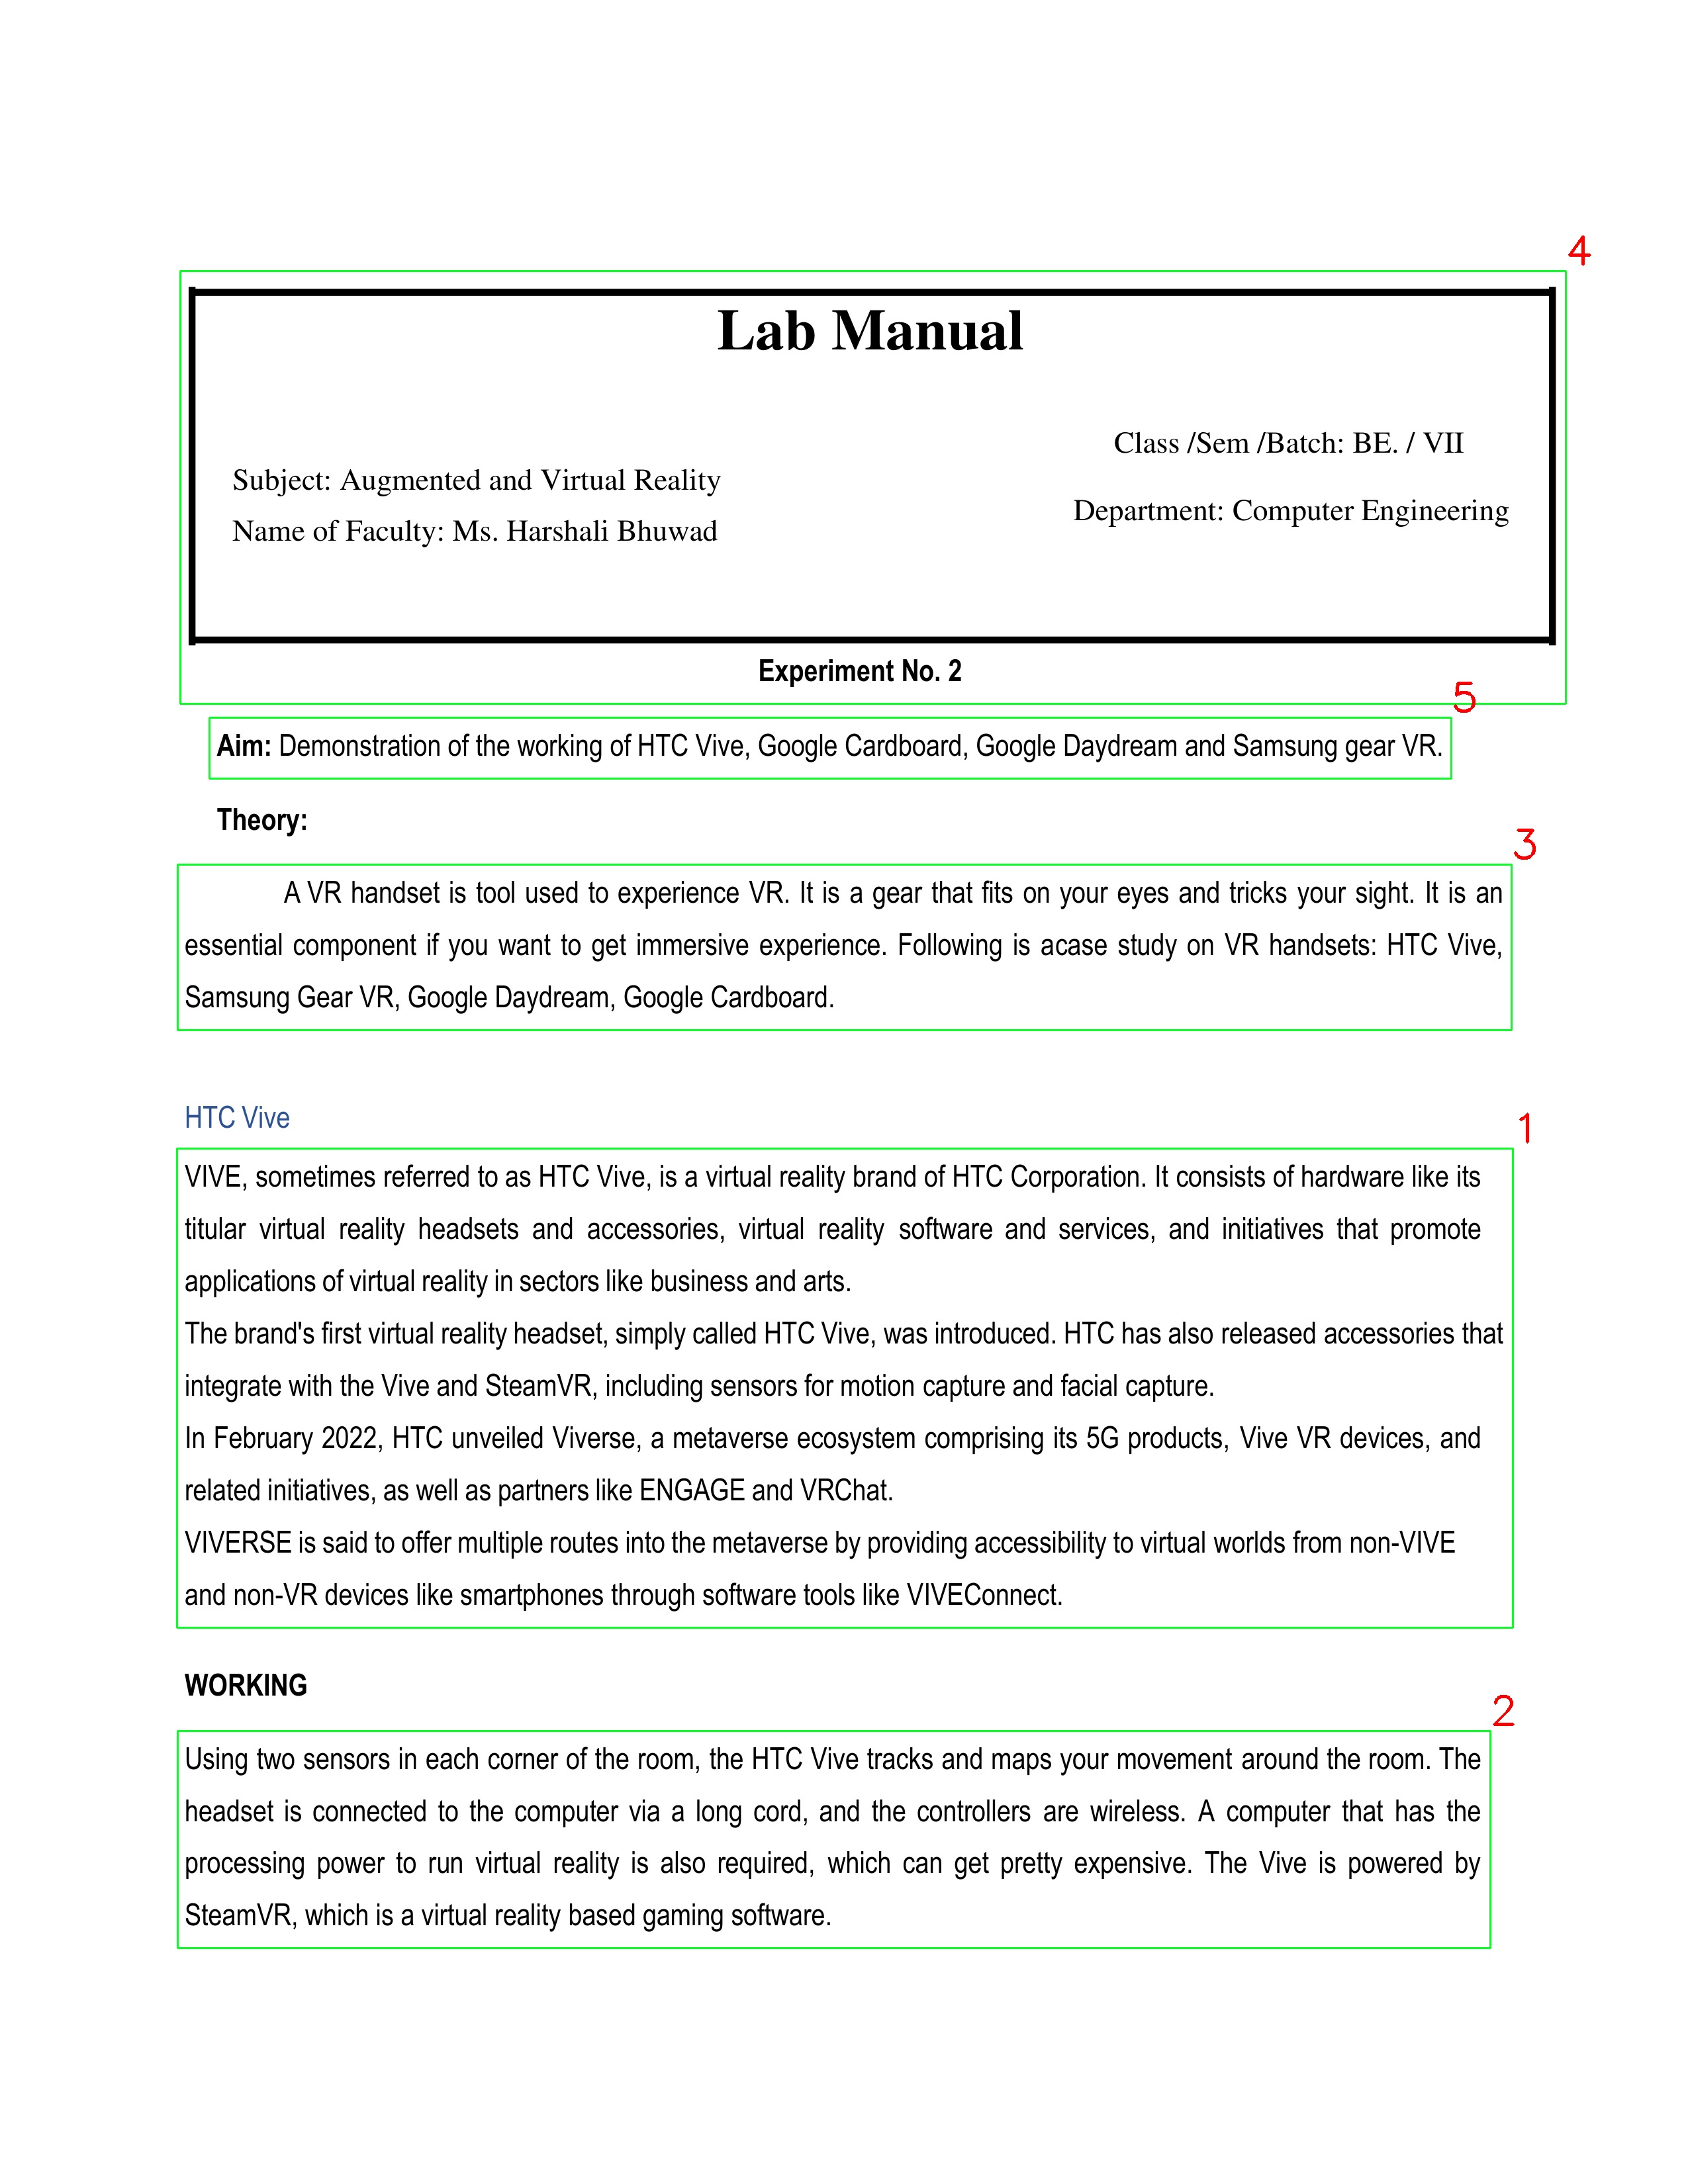 4
Lab Manual
Class /Sem /Batch: BE. / VII
Subject: Augmented and Virtual Reality
Department: Computer Engineering
Name of Faculty: Ms. Harshali Bhuwad
Experiment No. 2
5
Aim: Demonstration of the working of HTC Vive, Google Cardboard, Google Daydream and Samsung gear VR.
Theory:
3
A VR handset is tool used to experience VR. It is a gear that fits on your eyes and tricks your sight. It is an
essential component if you want to get immersive experience. Following is acase study on VR handsets: HTC Vive,
Samsung Gear VR, Google Daydream, Google Cardboard.
HTC Vive
1
VIVE, sometimes referred to as HTC Vive, is a virtual reality brand of HTC Corporation. It consists of hardware like its
titular virtual reality headsets and accessories, virtual reality software and services, and initiatives that promote
applications of virtual reality in sectors like business and arts.
The brand's first virtual reality headset, simply called HTC Vive, was introduced. HTC has also released accessories that
integrate with the Vive and SteamVR, including sensors for motion capture and facial capture.
In February 2022, HTC unveiled Viverse, a metaverse ecosystem comprising its 5G products, Vive VR devices, and
related initiatives, as well as partners like ENGAGE and VRChat.
VIVERSE is said to offer multiple routes into the metaverse by providing accessibility to virtual worlds from non-VIVE
and non-VR devices like smartphones through software tools like VIVEConnect.
WORKING
2
Using two sensors in each corner of the room, the HTC Vive tracks and maps your movement around the room. The
headset is connected to the computer via a long cord, and the controllers are wireless. A computer that has the
processing power to run virtual reality is also required, which can get pretty expensive. The Vive is powered by
SteamVR, which is a virtual reality based gaming software.